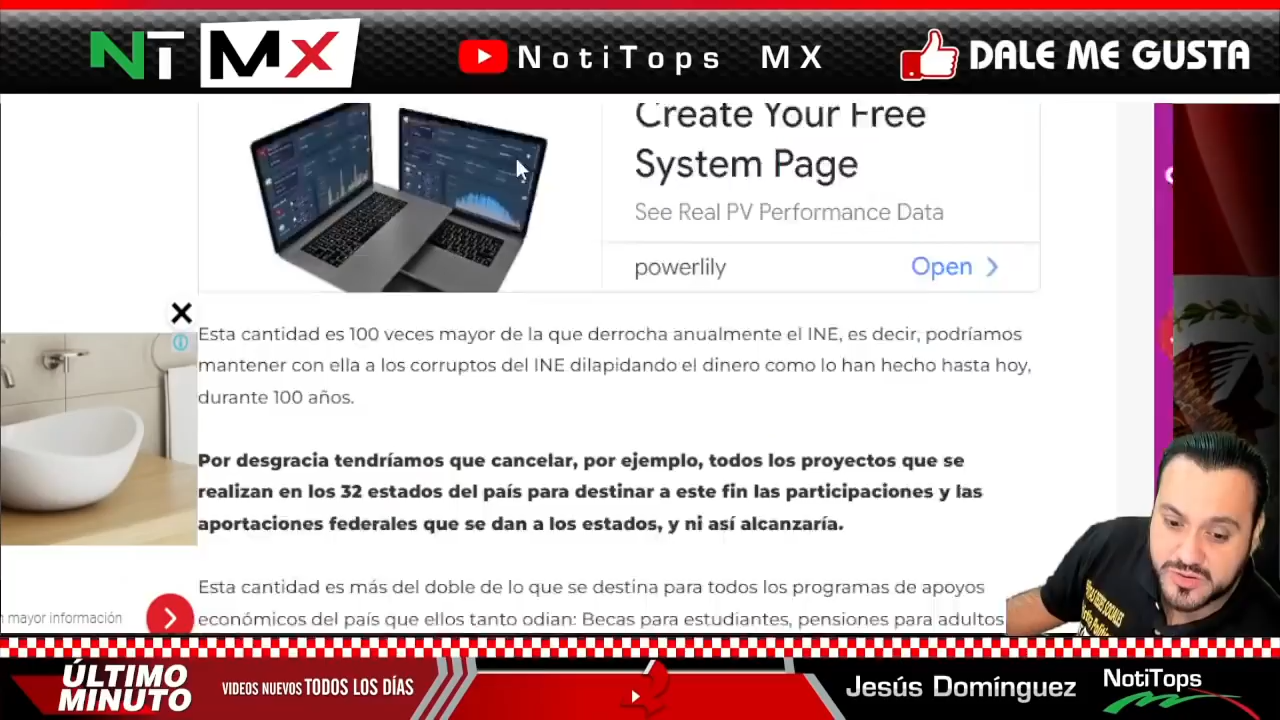 NT MX
NotiTops MX
DALE ME GUSTA
Create Your Free
System Page
See Real PV Performance Data
powerlily
Open
Esta cantidad es 100 veces mayor de la que derrocha anualmente el INE, es decir, podríamos
mantener con ella a los corruptos del INE dilapidando el dinero como lo han hecho hasta hoy,
durante 100 años.
Por desgracia tendríamos que cancelar, por ejemplo, todos los proyectos que se
realizan en los 32 estados del país para destinar a este fin las participaciones y las
aportaciones federales que se dan a los estados, y ni así alcanzaría.
Esta cantidad es más del doble de lo que se destina para todos los programas de apoyos
mayor información
económicos del país que ellos tanto odian: Becas para estudiantes, pensiones para adultos
ÚLTIMO
MINUTO
VIDEOS NUEVOS TODOS LOS DÍAS
Jesús Domínguez
NotiTops